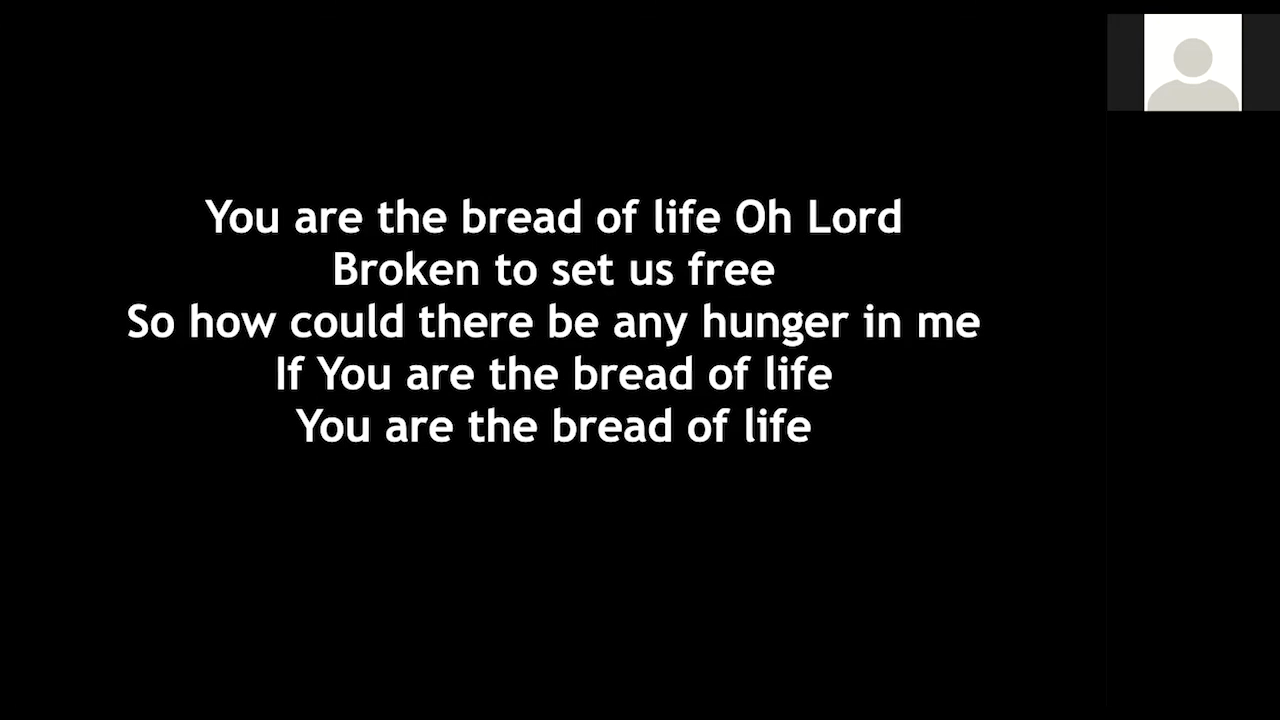 You are the bread of life Oh Lord
Broken to set us free
So how could there be any hunger in me
If You are the bread of life
You are the bread of life